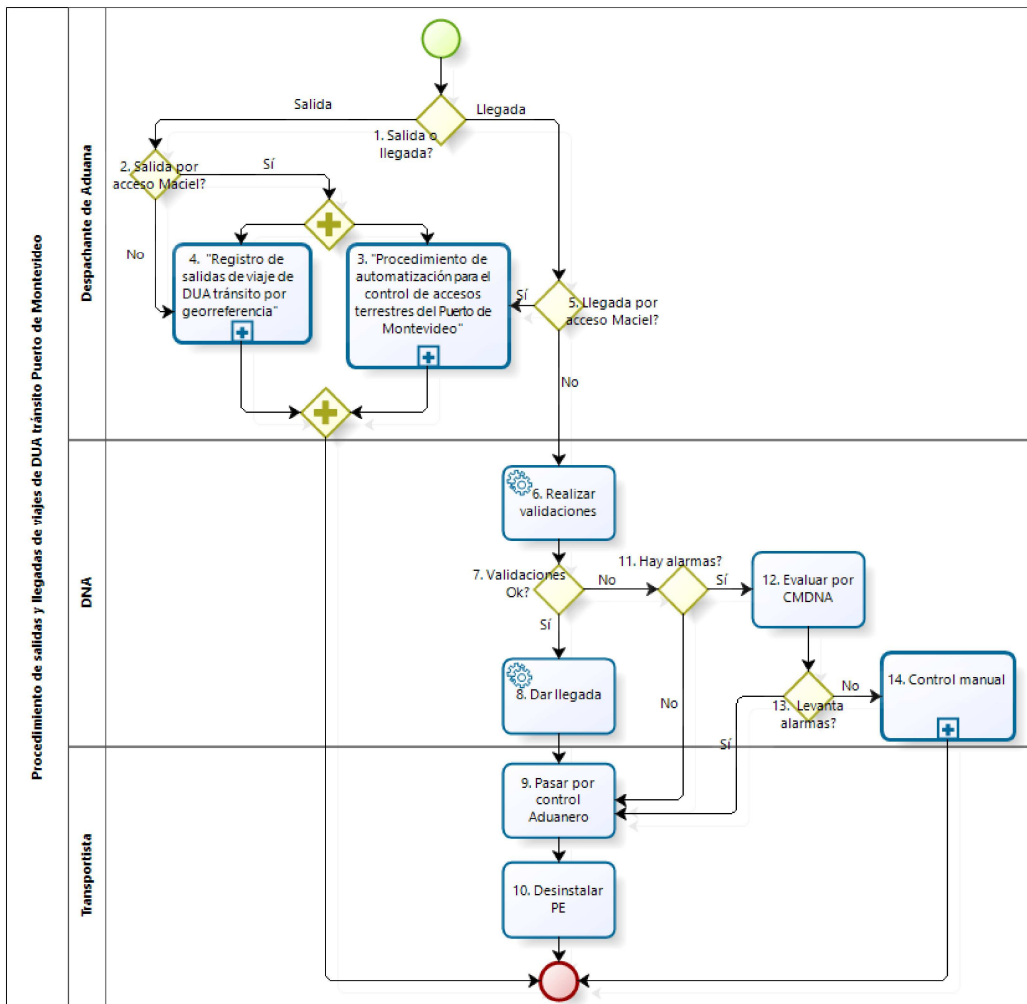 Procedimiento de salidas y llegadas de viajes de DUA tránsito Puerto de Montevideo
Despachante de Aduana
Salida
Llegada
1. Salida o
llegada?
2. Salida por
acceso Maciel?
Sí
No
4. "Registro de
salidas de viaje de
DUA tránsito por
georreferencia"
3. "Procedimiento de
automatización para el
control de accesos
terrestres del Puerto de
Montevideo"
Sí
5. Llegada por
acceso Maciel?
No
DNA
6. Realizar
validaciones
7. Validaciones
Ok?
No
11. Hay alarmas?
Sí
12. Evaluar por
CMDNA
Sí
8. Dar llegada
No
13. Levanta
alarmas?
No
14. Control manual
Sí
Transportista
9. Pasar por
control
Aduanero
10. Desinstalar
PE